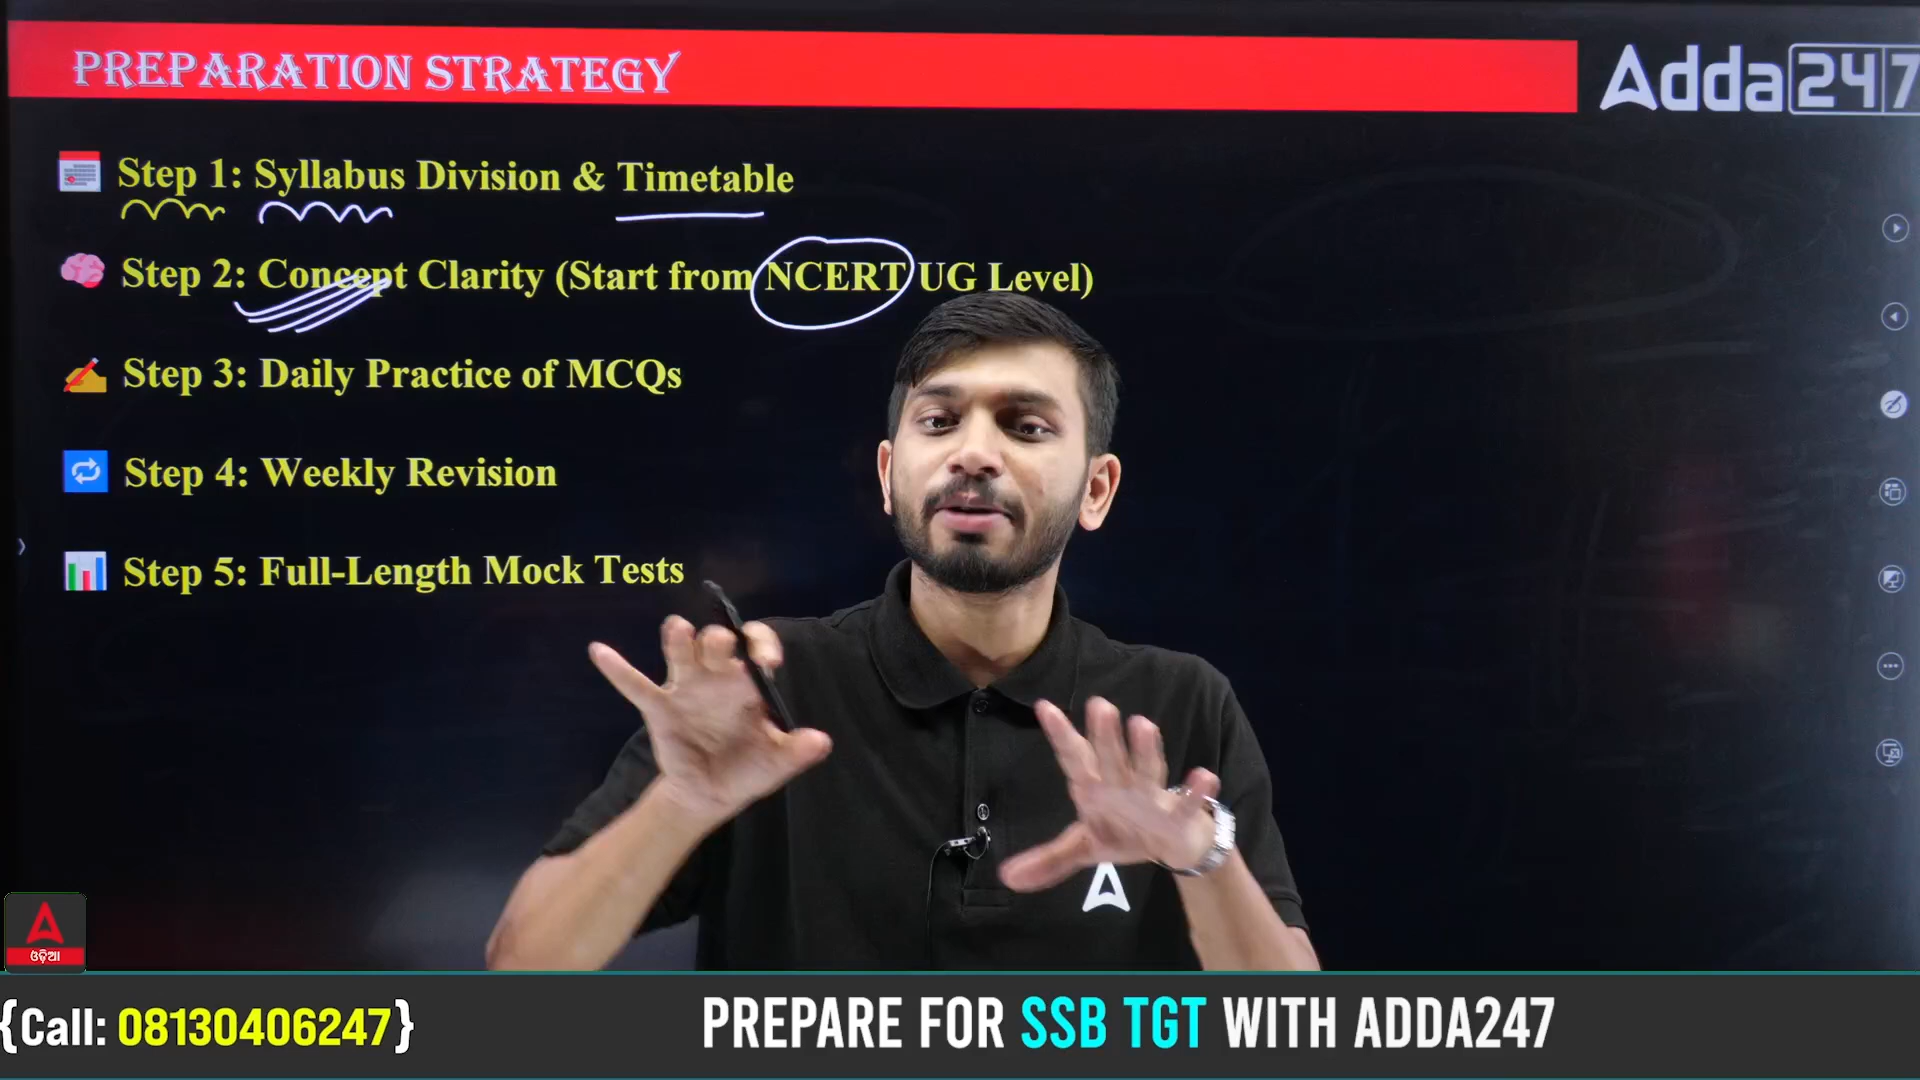 PREPARATION STRATEGY
Adda247
Step 1: Syllabus Division & Timetable
Step 2: Concept Clarity (Start from NCERT UG Level)
Step 3: Daily Practice of MCQs
Step 4: Weekly Revision
Step 5: Full-Length Mock Tests
ଓଡ଼ିଆ
{Call: 08130406247}
PREPARE FOR SSB TGT WITH ADDA247